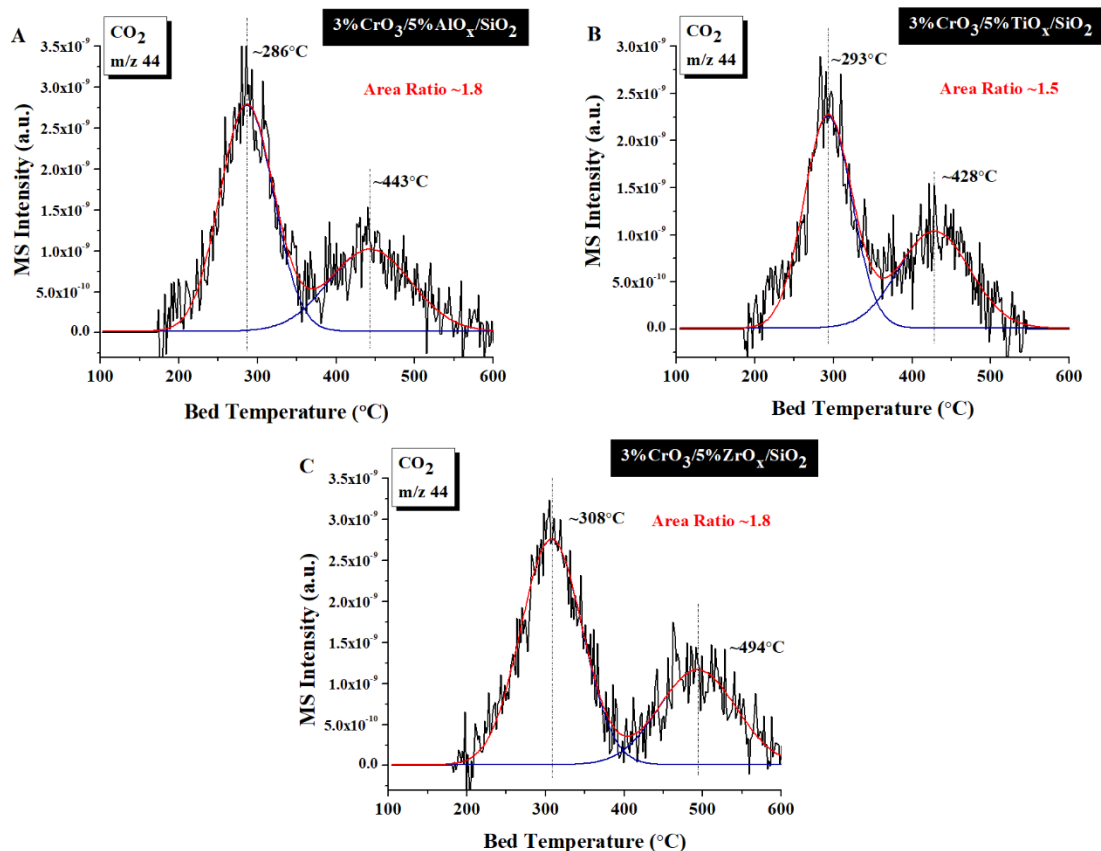 A
CO₂
m/z 44
3%CrO₃/5%AlOₓ/SiO₂
~286°C
Area Ratio ~1.8
~443°C
MS Intensity (a.u.)
3.5x10⁻⁹
3.0x10⁻⁹
2.5x10⁻⁹
2.0x10⁻⁹
1.5x10⁻⁹
1.0x10⁻⁹
5.0x10⁻¹⁰
0.0
100 200 300 400 500 600
Bed Temperature (°C)
B
CO₂
m/z 44
3%CrO₃/5%TiOₓ/SiO₂
~293°C
Area Ratio ~1.5
~428°C
MS Intensity (a.u.)
3.0x10⁻⁹
2.5x10⁻⁹
2.0x10⁻⁹
1.5x10⁻⁹
1.0x10⁻⁹
5.0x10⁻¹⁰
0.0
100 200 300 400 500 600
Bed Temperature (°C)
C
CO₂
m/z 44
3%CrO₃/5%ZrOₓ/SiO₂
~308°C
Area Ratio ~1.8
~494°C
MS Intensity (a.u.)
3.5x10⁻⁹
3.0x10⁻⁹
2.5x10⁻⁹
2.0x10⁻⁹
1.5x10⁻⁹
1.0x10⁻⁹
5.0x10⁻¹⁰
0.0
100 200 300 400 500 600
Bed Temperature (°C)